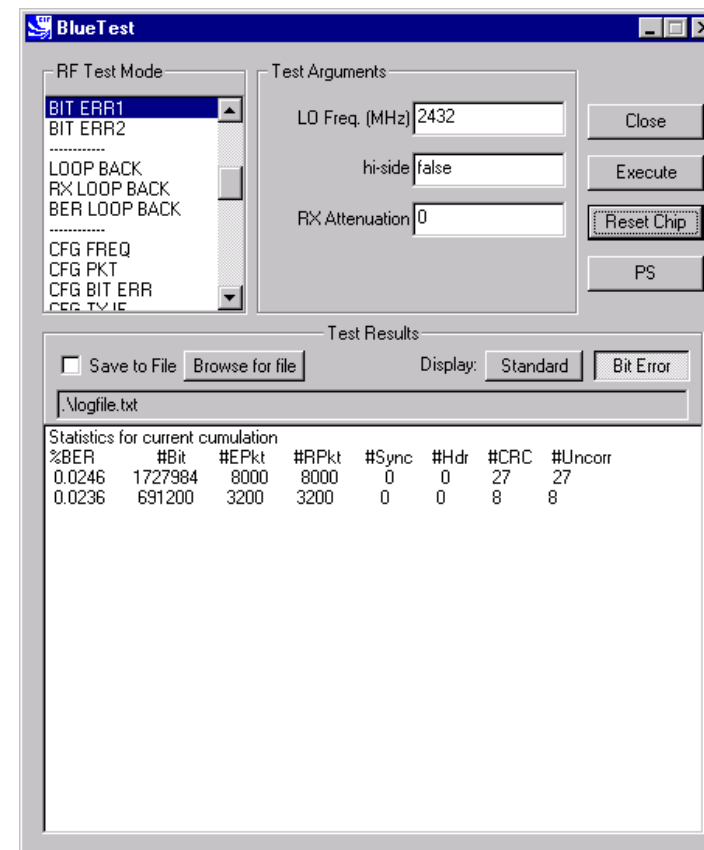 BlueTest
RF Test Mode
BIT ERR1
BIT ERR2
------------
LOOP BACK
RX LOOP BACK
BER LOOP BACK
------------
CFG FREQ
CFG PKT
CFG BIT ERR
CFG TX IF
Test Arguments
LO Freq. (MHz) 2432
hi-side false
RX Attenuation 0
Close
Execute
Reset Chip
PS
Test Results
Save to File Browse for file Display: Standard Bit Error
.\logfile.txt
Statistics for current cumulation
%BER #Bit #EPkt #RPkt #Sync #Hdr #CRC #Uncorr
0.0246 1727984 8000 8000 0 0 27 27
0.0236 691200 3200 3200 0 0 8 8